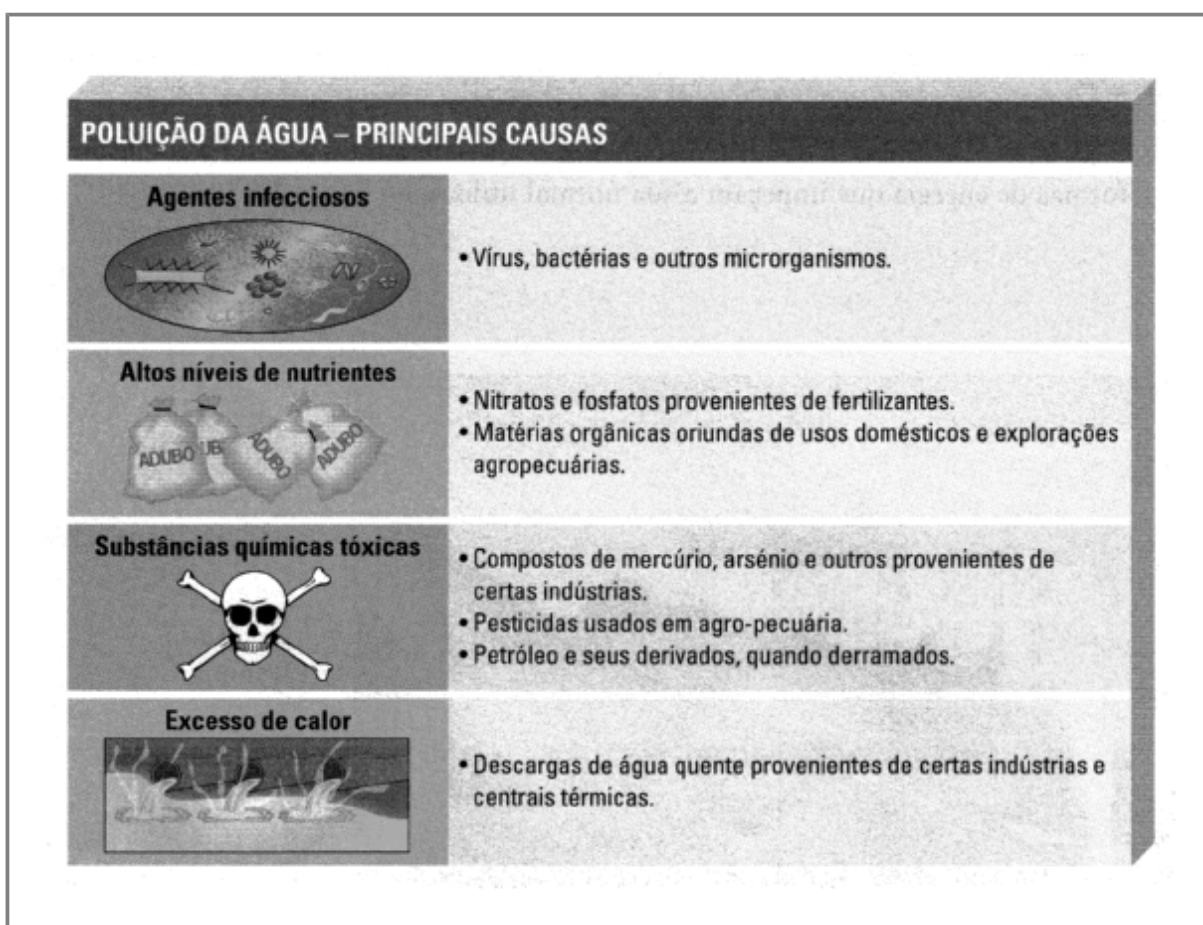 POLUIÇÃO DA ÁGUA – PRINCIPAIS CAUSAS
Agentes infecciosos
• Vírus, bactérias e outros microrganismos.
Altos níveis de nutrientes
ADUBO
UB
ADUBO
ADUBO
• Nitratos e fosfatos provenientes de fertilizantes.
• Matérias orgânicas oriundas de usos domésticos e explorações
agropecuárias.
Substâncias químicas tóxicas
• Compostos de mercúrio, arsénio e outros provenientes de
certas indústrias.
• Pesticidas usados em agro-pecuária.
• Petróleo e seus derivados, quando derramados.
Excesso de calor
• Descargas de água quente provenientes de certas indústrias e
centrais térmicas.